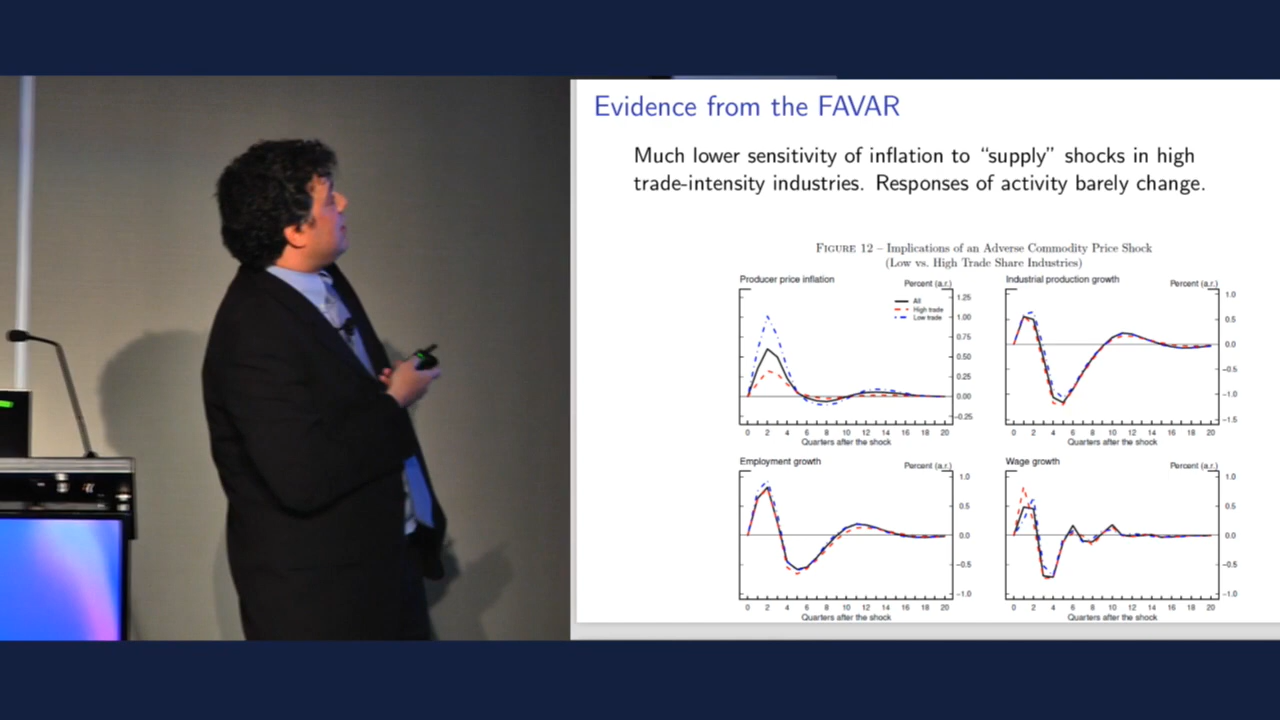 Evidence from the FAVAR
Much lower sensitivity of inflation to “supply” shocks in high
trade-intensity industries. Responses of activity barely change.
FIGURE 12 – Implications of an Adverse Commodity Price Shock
(Low vs. High Trade Share Industries)
Producer price inflation
Percent (a.r.)
All
High trade
Low trade
1.25
1.00
0.75
0.50
0.25
0.00
−0.25
0 2 4 6 8 10 12 14 16 18 20
Quarters after the shock
Industrial production growth
Percent (a.r.)
1.0
0.5
0.0
−0.5
−1.0
−1.5
0 2 4 6 8 10 12 14 16 18 20
Quarters after the shock
Employment growth
Percent (a.r.)
1.0
0.5
0.0
−0.5
−1.0
0 2 4 6 8 10 12 14 16 18 20
Quarters after the shock
Wage growth
Percent (a.r.)
1.0
0.5
0.0
−0.5
−1.0
0 2 4 6 8 10 12 14 16 18 20
Quarters after the shock